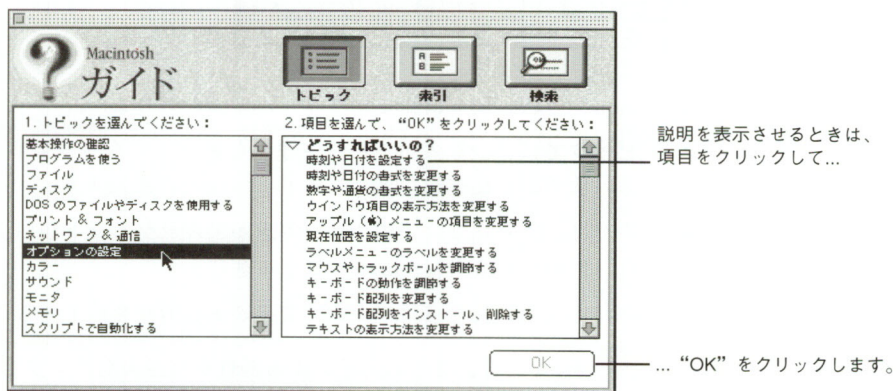 Macintosh
ガイド
トピック
索引
検索
1. トピックを選んでください：
基本操作の確認
プログラムを使う
ファイル
ディスク
DOS のファイルやディスクを使用する
プリント & フォント
ネットワーク & 通信
オプションの設定
カラー
サウンド
モニタ
メモリ
スクリプトで自動化する
2. 項目を選んで、“OK”をクリックしてください：
▽ どうすればいいの？
時刻や日付を設定する
時刻や日付の書式を変更する
数字や通貨の書式を変更する
ウインドウ項目の表示方法を変更する
アップル（）メニューの項目を変更する
現在位置を設定する
ラベルメニューのラベルを変更する
マウスやトラックボールを調節する
キーボードの動作を調節する
キーボード配列を変更する
キーボード配列をインストール、削除する
テキストの表示方法を変更する
OK
説明を表示させるときは、
項目をクリックして...
... “OK” をクリックします。